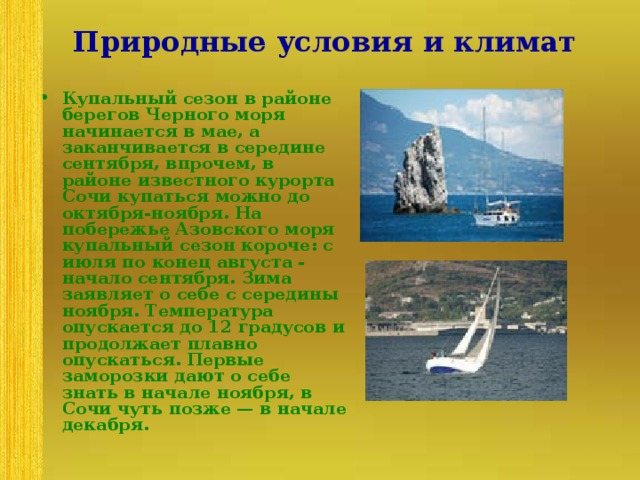 Природные условия и климат
• Купальный сезон в районе
берегов Черного моря
начинается в мае, а
заканчивается в середине
сентября, впрочем, в
районе известного курорта
Сочи купаться можно до
октября-ноября. На
побережье Азовского моря
купальный сезон короче: с
июля по конец августа -
начало сентября. Зима
заявляет о себе с середины
ноября. Температура
опускается до 12 градусов и
продолжает плавно
опускаться. Первые
заморозки дают о себе
знать в начале ноября, в
Сочи чуть позже — в начале
декабря.